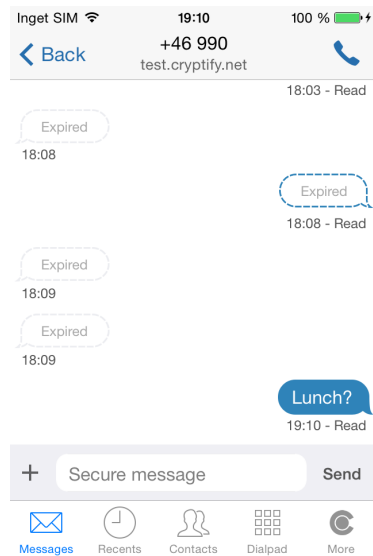 Inget SIM 19:10 100 %
Back +46 990
test.cryptify.net
18:03 - Read
Expired
18:08
Expired
18:08 - Read
Expired
18:09
Expired
18:09
Lunch?
19:10 - Read
+ Secure message Send
Messages Recents Contacts Dialpad More